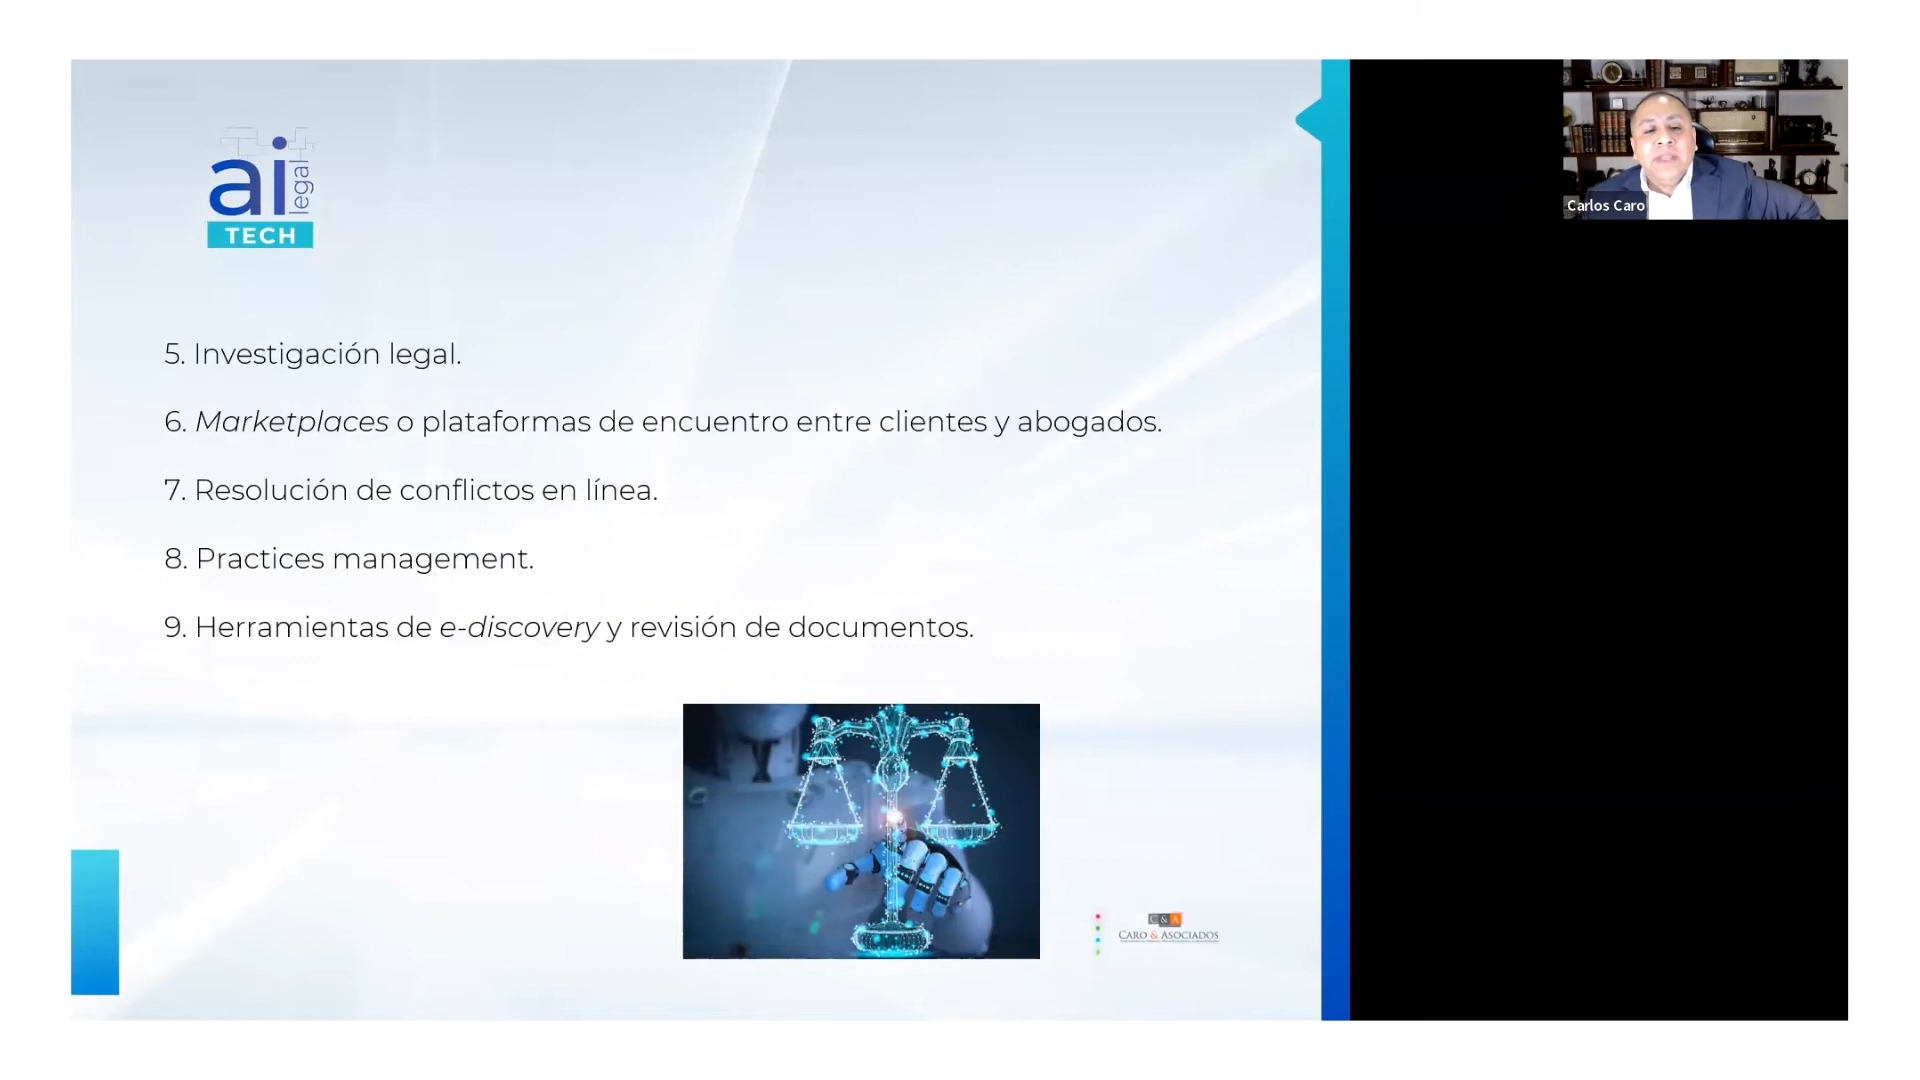 ai legal
TECH
Carlos Caro
5. Investigación legal.
6. Marketplaces o plataformas de encuentro entre clientes y abogados.
7. Resolución de conflictos en línea.
8. Practices management.
9. Herramientas de e-discovery y revisión de documentos.
C & A
CARO & ASOCIADOS